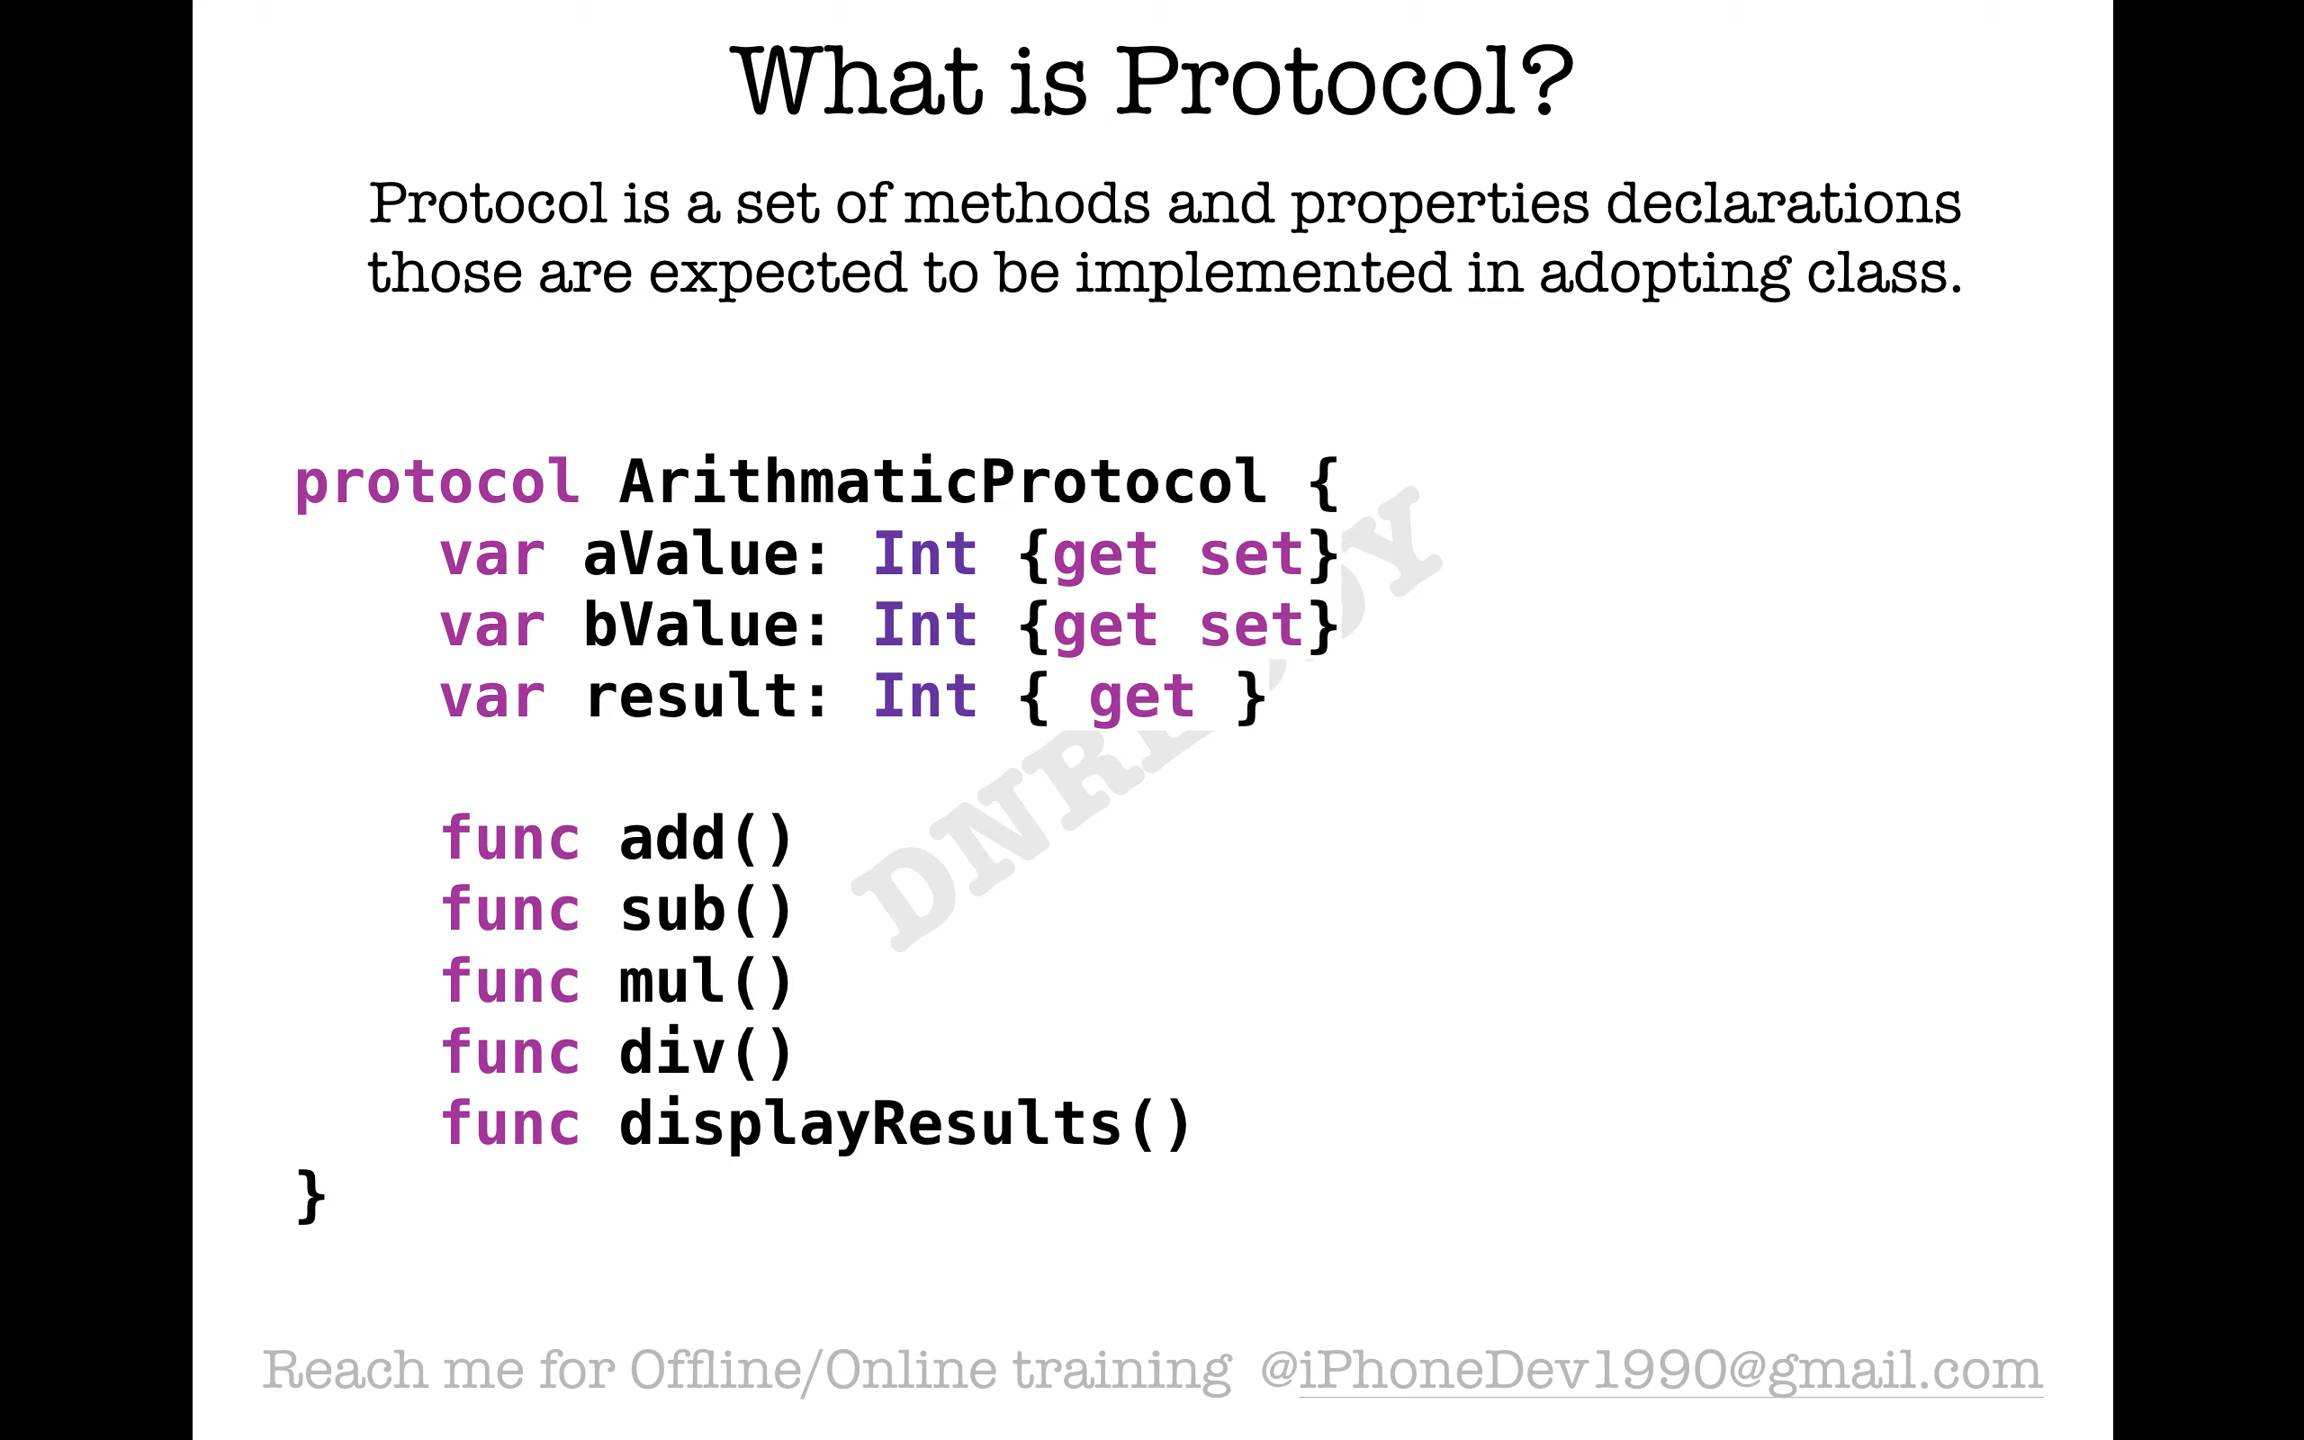 What is Protocol?
Protocol is a set of methods and properties declarations
those are expected to be implemented in adopting class.
protocol ArithmaticProtocol {
    var aValue: Int {get set}
    var bValue: Int {get set}
    var result: Int { get }
    func add()
    func sub()
    func mul()
    func div()
    func displayResults()
}
Reach me for Offline/Online training @iPhoneDev1990@gmail.com